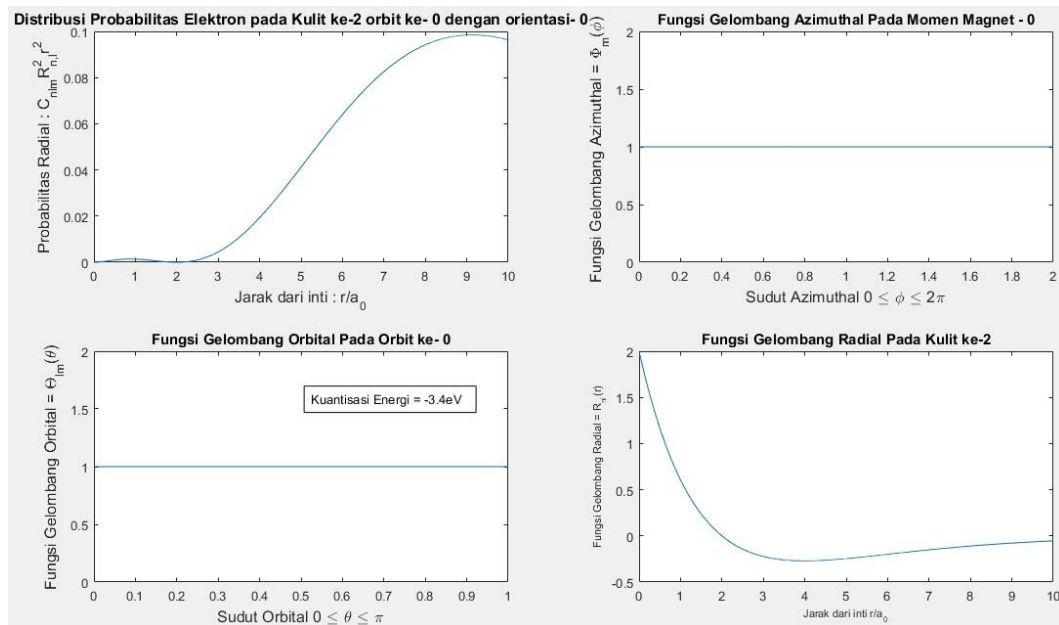 Distribusi Probabilitas Elektron pada Kulit ke-2 orbit ke- 0 dengan orientasi- 0
Probabilitas Radial : C_nlm R²_n,l r²
0.1
0.08
0.06
0.04
0.02
0
0 1 2 3 4 5 6 7 8 9 10
Jarak dari inti : r/a₀
Fungsi Gelombang Azimuthal Pada Momen Magnet - 0
Fungsi Gelombang Azimuthal = Φ_m(ϕ)
2
1.5
1
0.5
0
0 0.2 0.4 0.6 0.8 1 1.2 1.4 1.6 1.8 2
Sudut Azimuthal 0 ≤ ϕ ≤ 2π
Fungsi Gelombang Orbital Pada Orbit ke- 0
Fungsi Gelombang Orbital = Θ_lm(θ)
2
1.5
1
0.5
0
Kuantisasi Energi = -3.4eV
0 0.1 0.2 0.3 0.4 0.5 0.6 0.7 0.8 0.9 1
Sudut Orbital 0 ≤ θ ≤ π
Fungsi Gelombang Radial Pada Kulit ke-2
Fungsi Gelombang Radial = R_nl(r)
2
1.5
1
0.5
0
-0.5
0 1 2 3 4 5 6 7 8 9 10
Jarak dari inti r/a₀